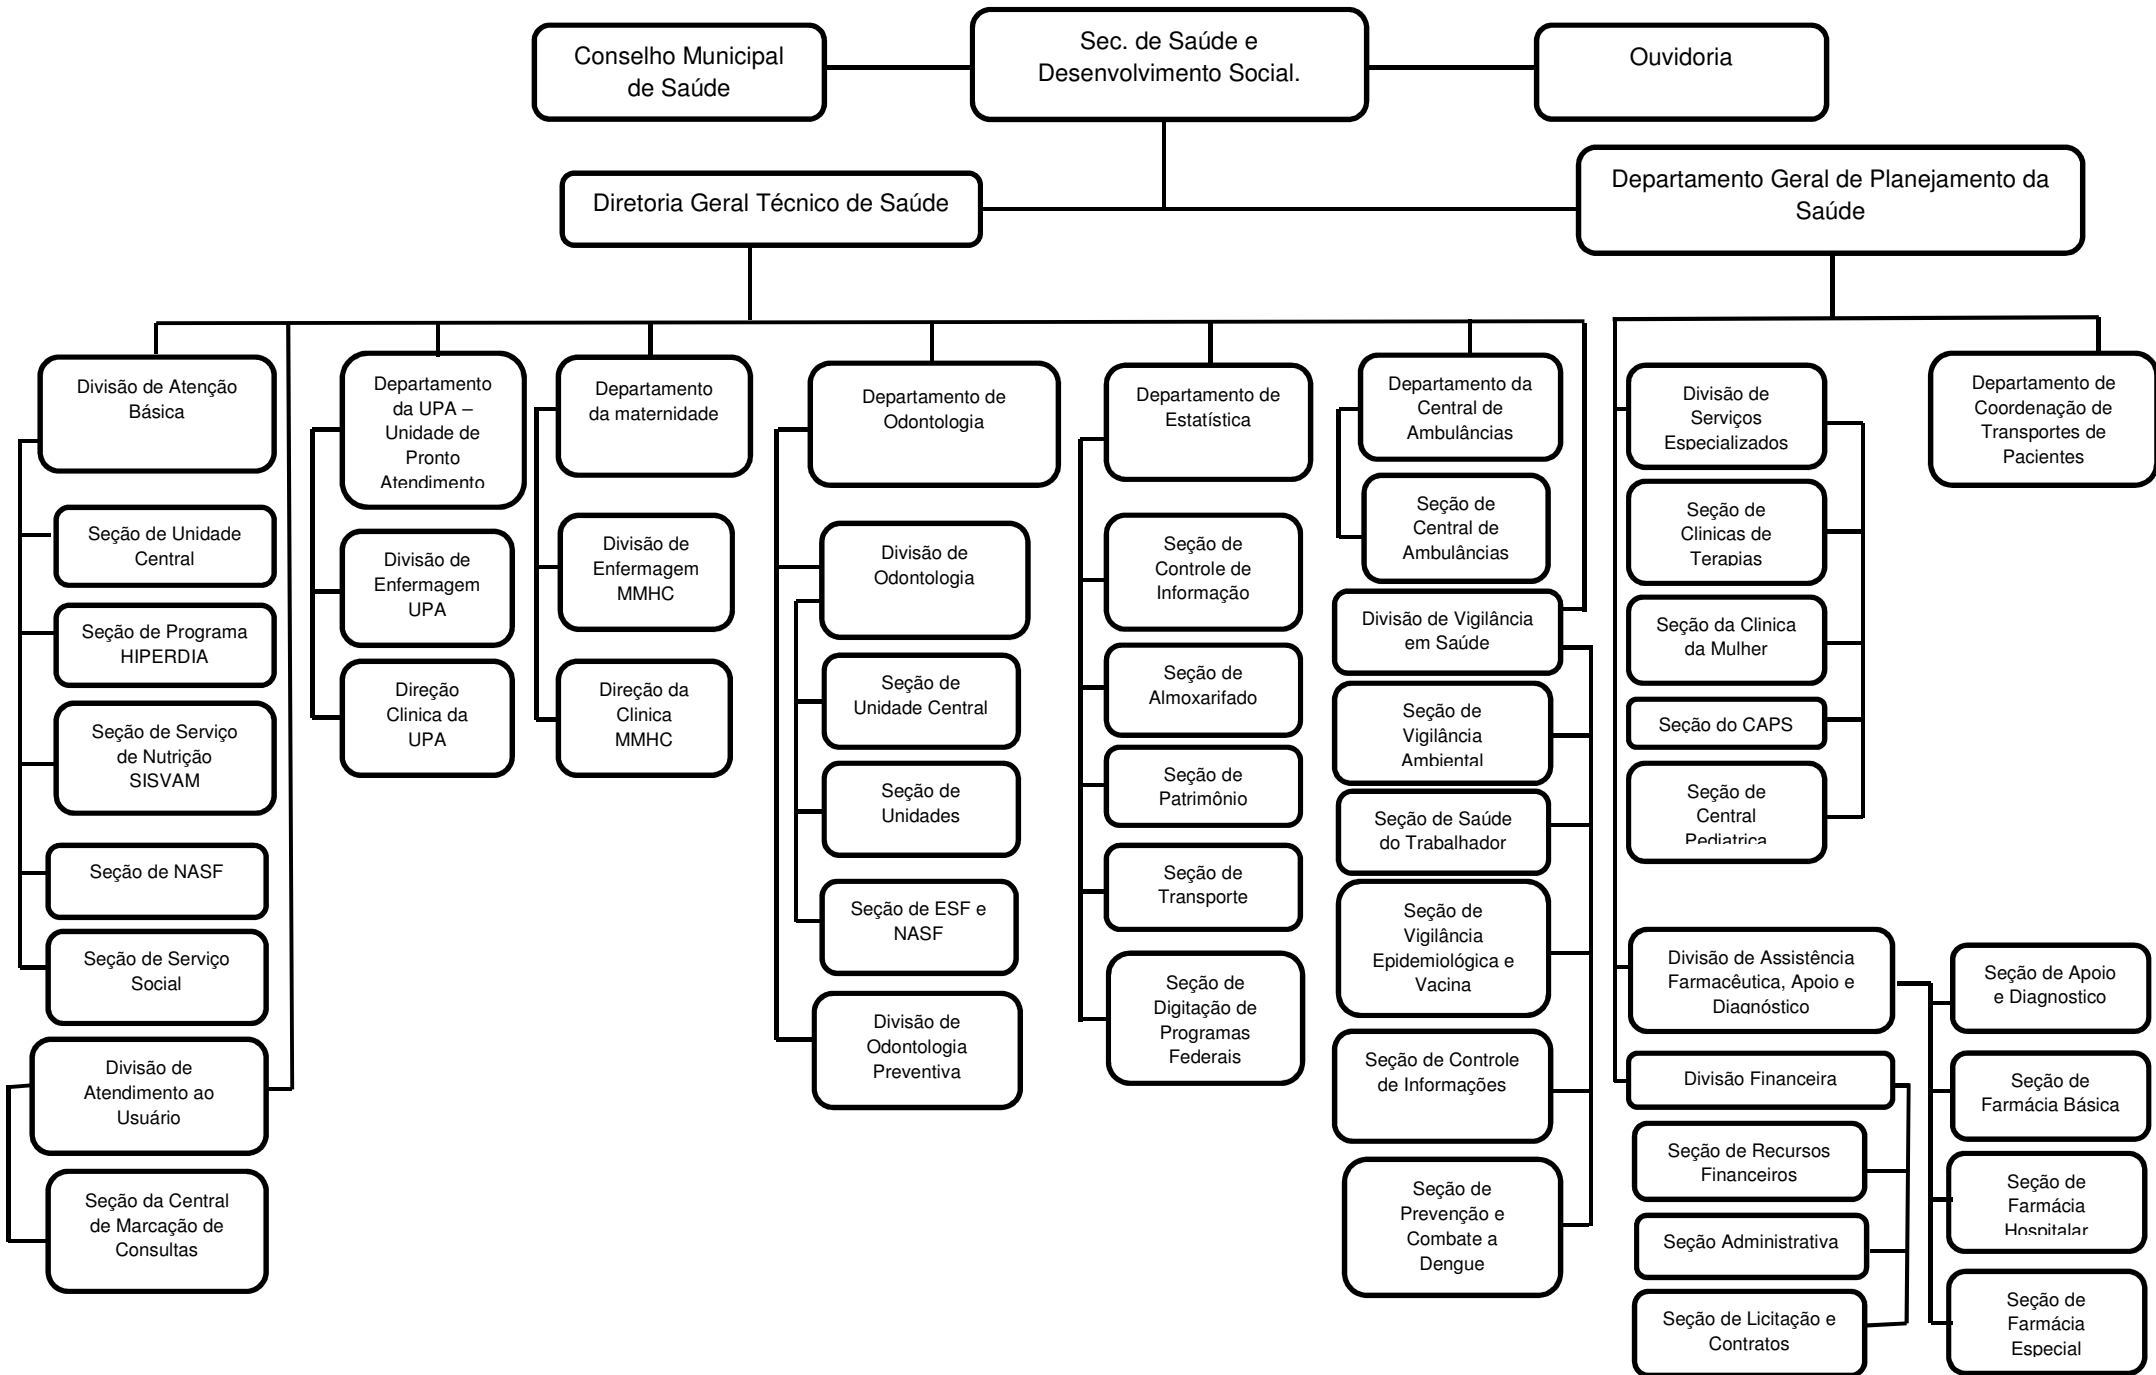 Conselho Municipal
de Saúde
Sec. de Saúde e
Desenvolvimento Social.
Ouvidoria
Diretoria Geral Técnico de Saúde
Departamento Geral de Planejamento da
Saúde
Divisão de Atenção
Básica
Seção de Unidade
Central
Seção de Programa
HIPERDIA
Seção de Serviço
de Nutrição
SISVAM
Seção de NASF
Seção de Serviço
Social
Divisão de
Atendimento ao
Usuário
Seção da Central
de Marcação de
Consultas
Departamento
da UPA –
Unidade de
Pronto
Atendimento
Divisão de
Enfermagem
UPA
Direção
Clinica da
UPA
Departamento
da maternidade
Divisão de
Enfermagem
MMHC
Direção da
Clinica
MMHC
Departamento de
Odontologia
Divisão de
Odontologia
Seção de
Unidade Central
Seção de
Unidades
Seção de ESF e
NASF
Divisão de
Odontologia
Preventiva
Departamento de
Estatística
Seção de
Controle de
Informação
Seção de
Almoxarifado
Seção de
Patrimônio
Seção de
Transporte
Seção de
Digitação de
Programas
Federais
Departamento da
Central de
Ambulâncias
Seção de
Central de
Ambulâncias
Divisão de Vigilância
em Saúde
Seção de
Vigilância
Ambiental
Seção de Saúde
do Trabalhador
Seção de
Vigilância
Epidemiológica e
Vacina
Seção de Controle
de Informações
Seção de
Prevenção e
Combate a
Dengue
Divisão de
Serviços
Especializados
Seção de
Clinicas de
Terapias
Seção da Clinica
da Mulher
Seção do CAPS
Seção de
Central
Pediatrica
Departamento de
Coordenação de
Transportes de
Pacientes
Divisão de Assistência
Farmacêutica, Apoio e
Diagnóstico
Divisão Financeira
Seção de Recursos
Financeiros
Seção Administrativa
Seção de Licitação e
Contratos
Seção de Apoio
e Diagnostico
Seção de
Farmácia Básica
Seção de
Farmácia
Hospitalar
Seção de
Farmácia
Especial